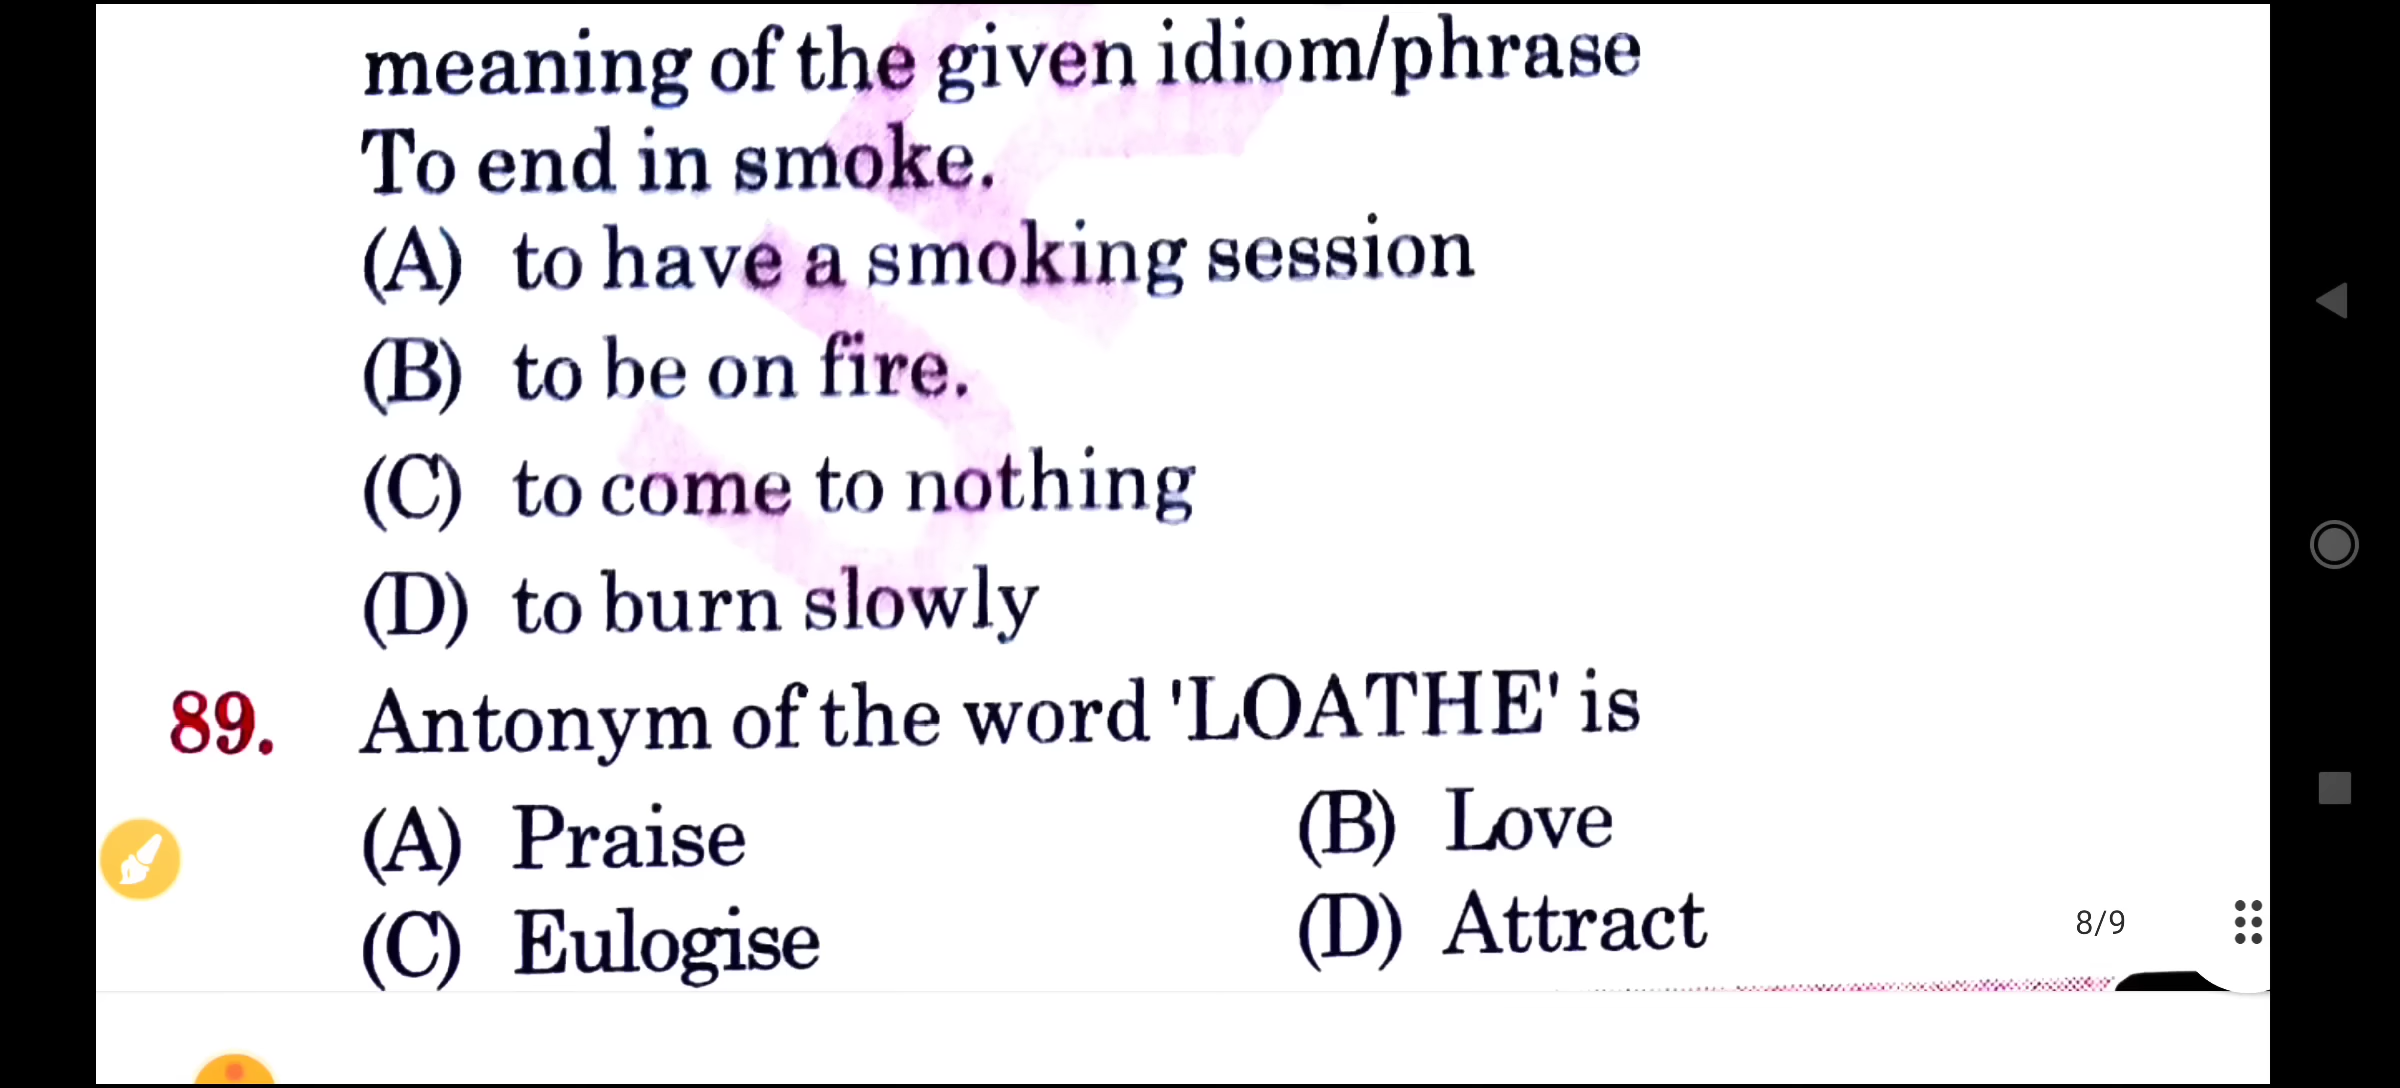 meaning of the given idiom/phrase
To end in smoke.
(A) to have a smoking session
(B) to be on fire.
(C) to come to nothing
(D) to burn slowly
89. Antonym of the word 'LOATHE' is
(A) Praise (B) Love
(C) Eulogise (D) Attract
8/9